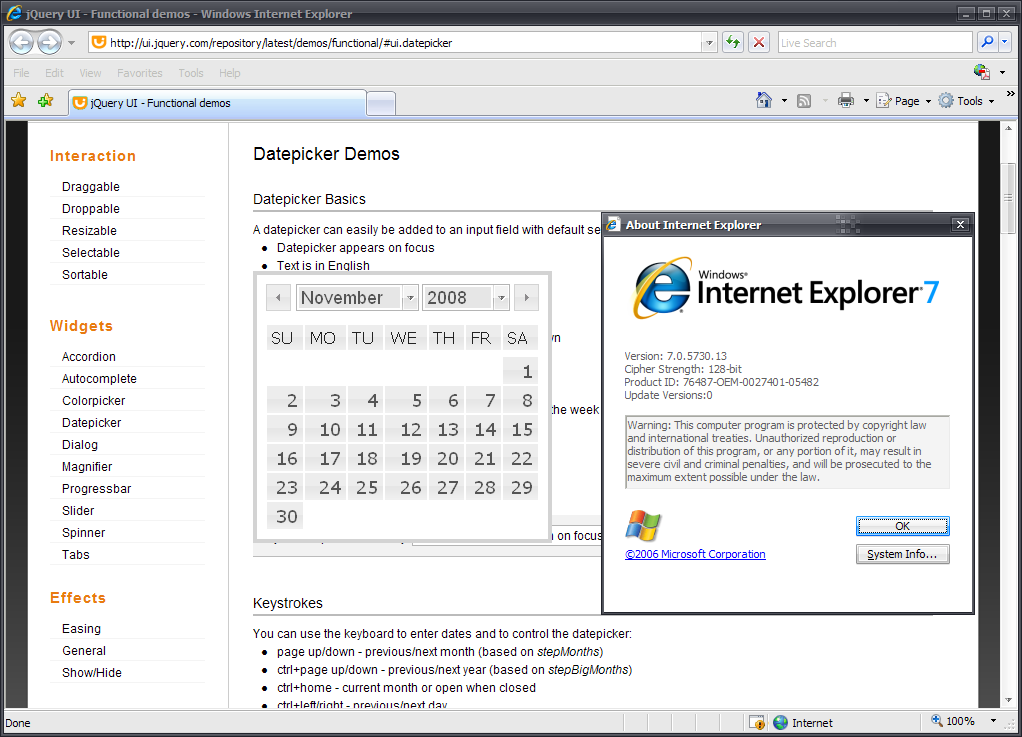 jQuery UI - Functional demos - Windows Internet Explorer
http://ui.jquery.com/repository/latest/demos/functional/#ui.datepicker
Live Search
File Edit View Favorites Tools Help
jQuery UI - Functional demos
Page Tools
Interaction
Draggable
Droppable
Resizable
Selectable
Sortable
Widgets
Accordion
Autocomplete
Colorpicker
Datepicker
Dialog
Magnifier
Progressbar
Slider
Spinner
Tabs
Effects
Easing
General
Show/Hide
Datepicker Demos
Datepicker Basics
A datepicker can easily be added to an input field with default se
Datepicker appears on focus
Text is in English
wn
the week
on focus
November 2008
SU MO TU WE TH FR SA
1
2 3 4 5 6 7 8
9 10 11 12 13 14 15
16 17 18 19 20 21 22
23 24 25 26 27 28 29
30
Keystrokes
You can use the keyboard to enter dates and to control the datepicker:
page up/down - previous/next month (based on stepMonths)
ctrl+page up/down - previous/next year (based on stepBigMonths)
ctrl+home - current month or open when closed
ctrl+left/right - previous/next day
About Internet Explorer
Windows®
Internet Explorer 7
Version: 7.0.5730.13
Cipher Strength: 128-bit
Product ID: 76487-OEM-0027401-05482
Update Versions:0
Warning: This computer program is protected by copyright law
and international treaties. Unauthorized reproduction or
distribution of this program, or any portion of it, may result in
severe civil and criminal penalties, and will be prosecuted to the
maximum extent possible under the law.
OK
©2006 Microsoft Corporation
System Info...
Done
Internet
100%